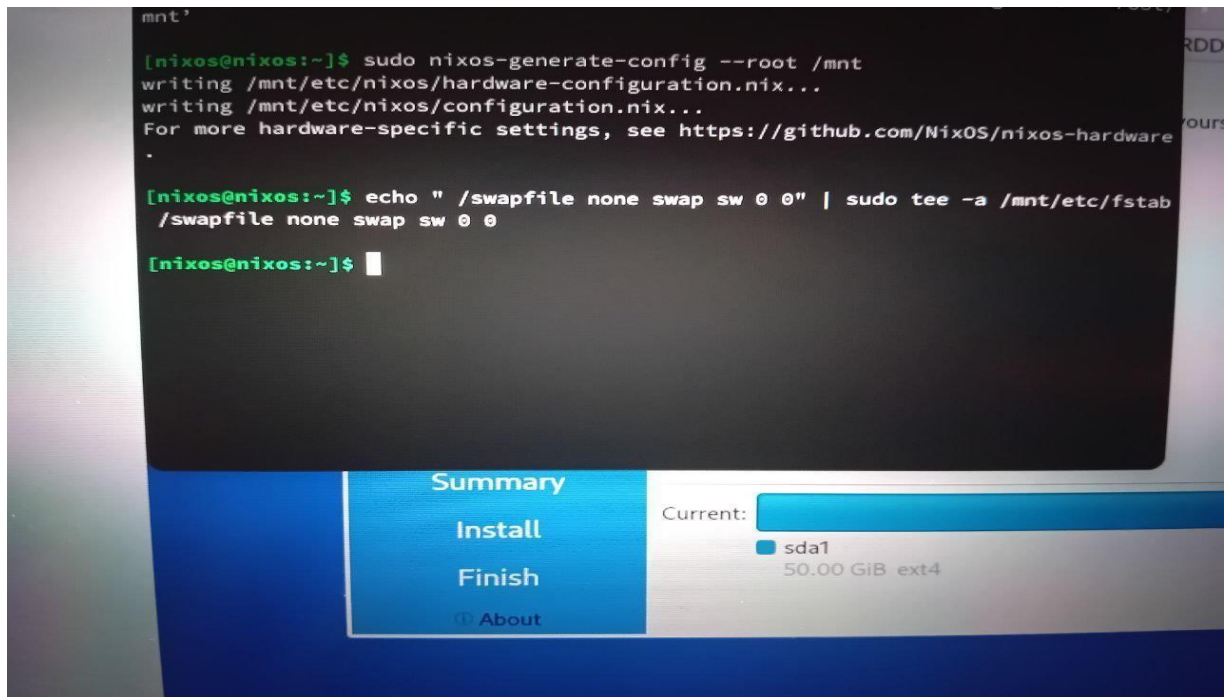 mnt’
[nixos@nixos:~]$ sudo nixos-generate-config --root /mnt
writing /mnt/etc/nixos/hardware-configuration.nix...
writing /mnt/etc/nixos/configuration.nix...
For more hardware-specific settings, see https://github.com/NixOS/nixos-hardware
.
[nixos@nixos:~]$ echo " /swapfile none swap sw 0 0" | sudo tee -a /mnt/etc/fstab
/swapfile none swap sw 0 0
[nixos@nixos:~]$
Summary
Install
Finish
About
Current:
sda1
50.00 GiB ext4